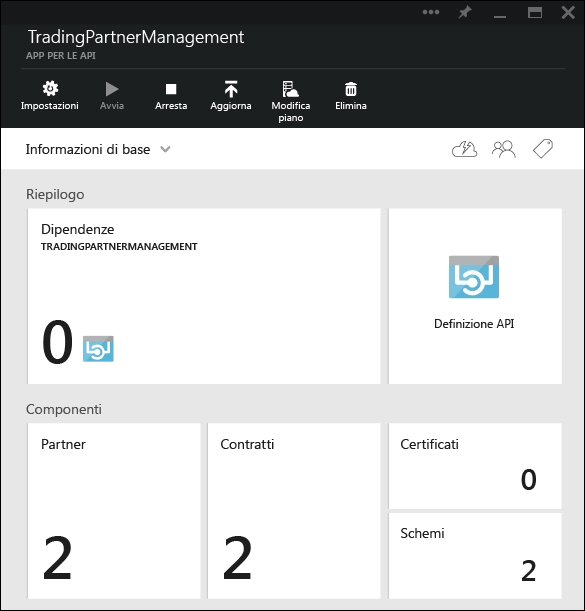 TradingPartnerManagement
APP PER LE API
Impostazioni
Avvia
Arresta
Aggiorna
Modifica
piano
Elimina
Informazioni di base
Riepilogo
Dipendenze
TRADINGPARTNERMANAGEMENT
0
Definizione API
Componenti
Partner
2
Contratti
2
Certificati
0
Schemi
2